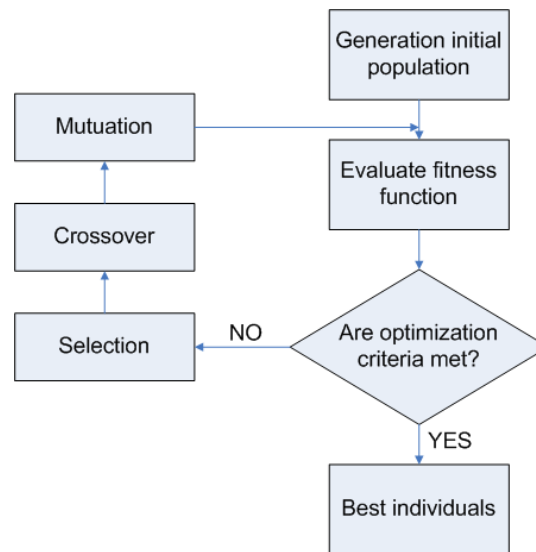 Generation initial
population
Mutuation
Evaluate fitness
function
Crossover
Are optimization
criteria met?
NO
Selection
YES
Best individuals